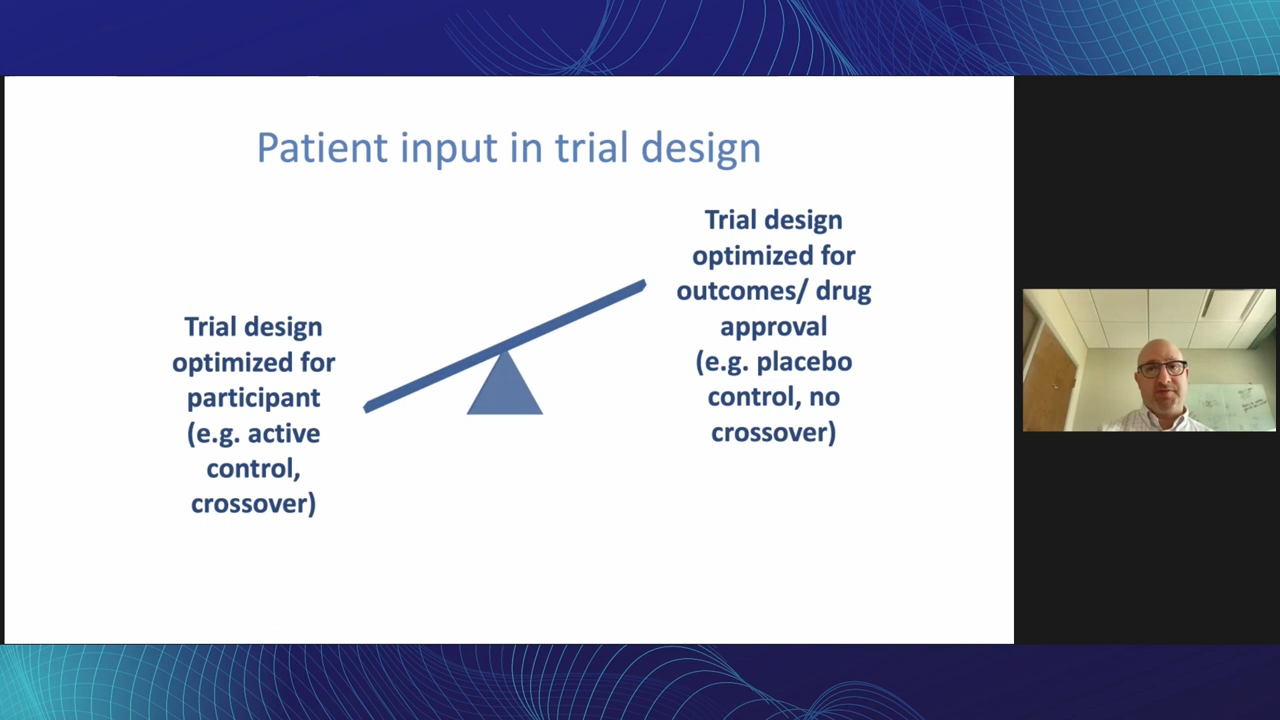 Patient input in trial design
Trial design
optimized for
participant
(e.g. active
control,
crossover)
Trial design
optimized for
outcomes/ drug
approval
(e.g. placebo
control, no
crossover)